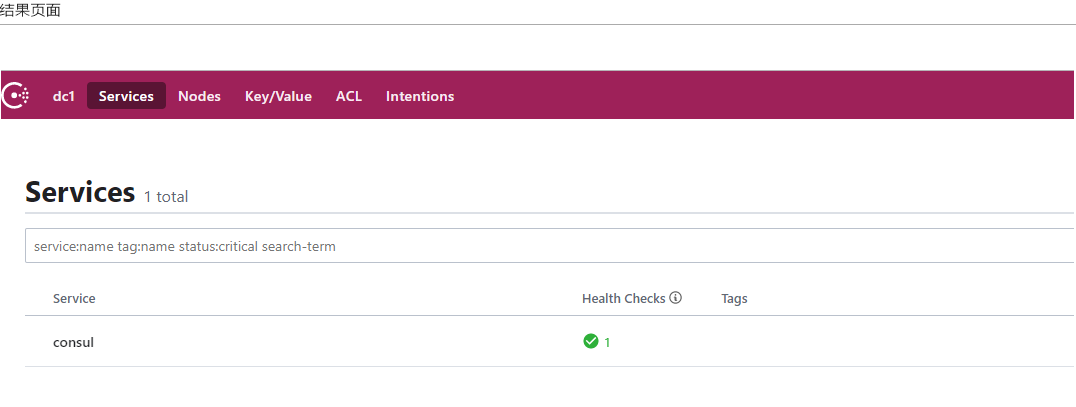 结果页面
dc1 Services Nodes Key/Value ACL Intentions
Services 1 total
service:name tag:name status:critical search-term
Service Health Checks Tags
consul 1